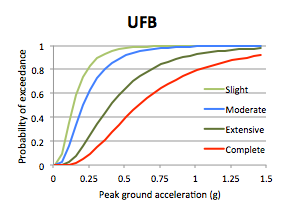 UFB
Probability of exceedance
1
0.8
0.6
0.4
0.2
0
Slight
Moderate
Extensive
Complete
0 0.25 0.5 0.75 1 1.25 1.5
Peak ground acceleration (g)